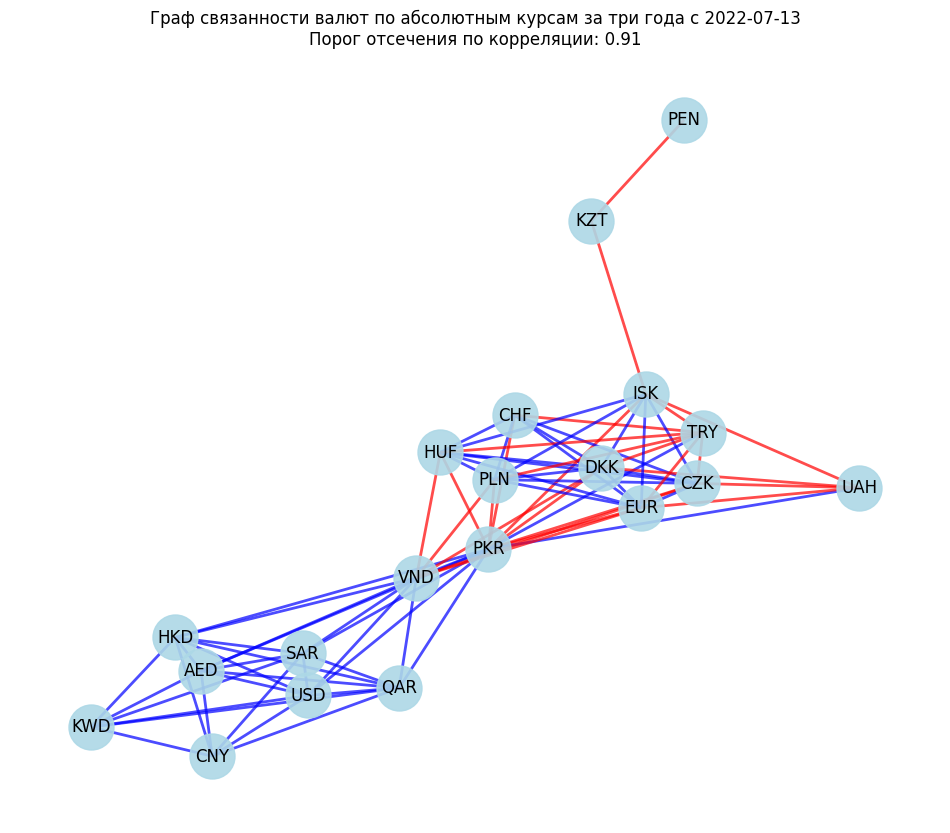 Граф связанности валют по абсолютным курсам за три года с 2022-07-13
Порог отсечения по корреляции: 0.91
PEN
KZT
ISK
CHF
TRY
HUF
DKK
PLN
CZK
UAH
EUR
PKR
VND
HKD
SAR
AED
QAR
USD
KWD
CNY